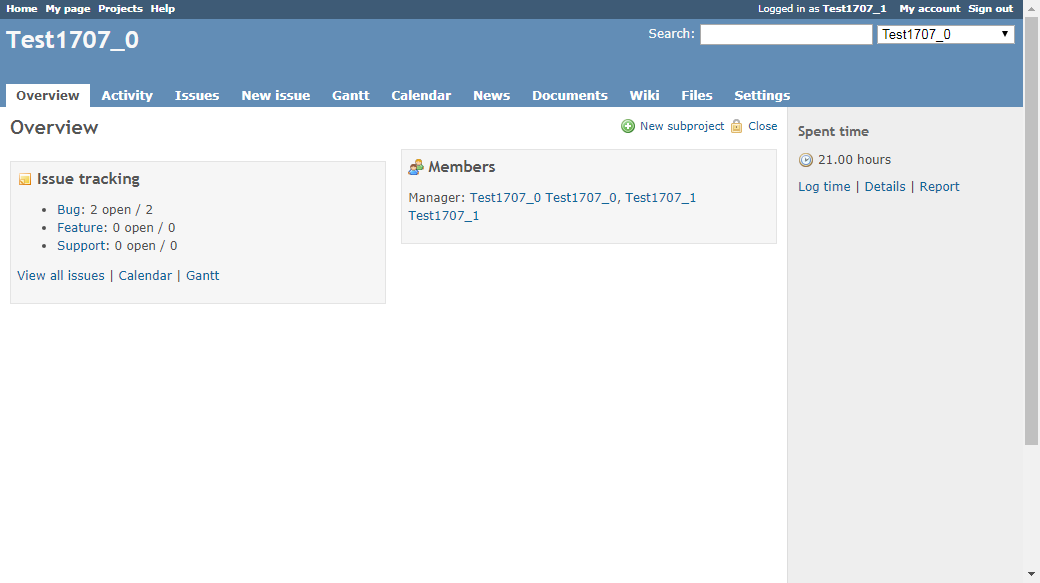 Home My page Projects Help Logged in as Test1707_1 My account Sign out
Test1707_0 Search: Test1707_0
Overview Activity Issues New issue Gantt Calendar News Documents Wiki Files Settings
Overview New subproject Close
Issue tracking
Bug: 2 open / 2
Feature: 0 open / 0
Support: 0 open / 0
View all issues | Calendar | Gantt
Members
Manager: Test1707_0 Test1707_0, Test1707_1
Test1707_1
Spent time
21.00 hours
Log time | Details | Report